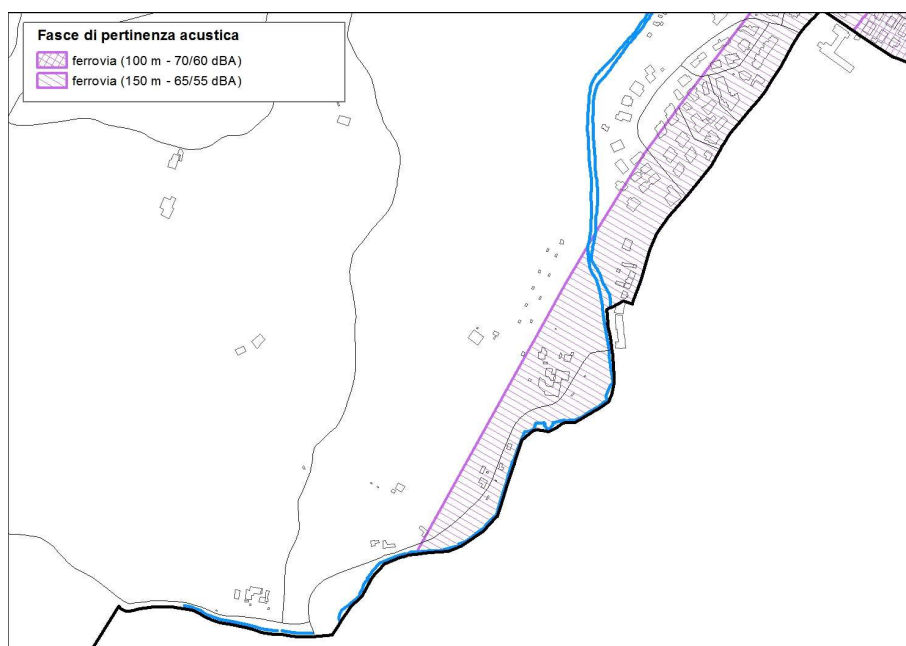 Fasce di pertinenza acustica
ferrovia (100 m - 70/60 dBA)
ferrovia (150 m - 65/55 dBA)